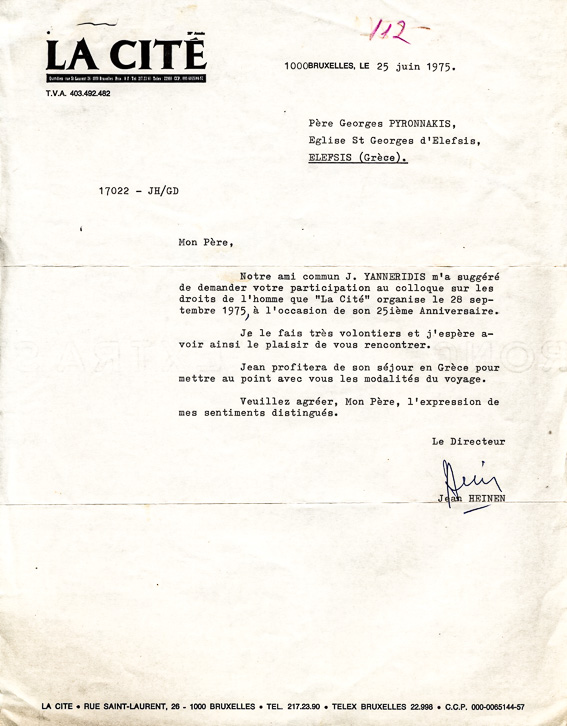 112-
LA CITÉ
T.V.A. 403.492.482
1000BRUXELLES, LE 25 juin 1975.
Père Georges PYRONNAKIS,
Eglise St Georges d'Elefsis,
ELEFSIS (Grèce).
17022 - JH/GD
Mon Père,
Notre ami commun J. YANNERIDIS m'a suggéré
de demander votre participation au colloque sur les
droits de l'homme que "La Cité" organise le 28 sep-
tembre 1975, à l'occasion de son 25ième Anniversaire.
Je le fais très volontiers et j'espère a-
voir ainsi le plaisir de vous rencontrer.
Jean profitera de son séjour en Grèce pour
mettre au point avec vous les modalités du voyage.
Veuillez agréer, Mon Père, l'expression de
mes sentiments distingués.
Le Directeur
Jean HEINEN
LA CITE • RUE SAINT-LAURENT, 26 - 1000 BRUXELLES • TEL. 217.23.90 • TELEX BRUXELLES 22.998 • C.C.P. 000-0065144-57